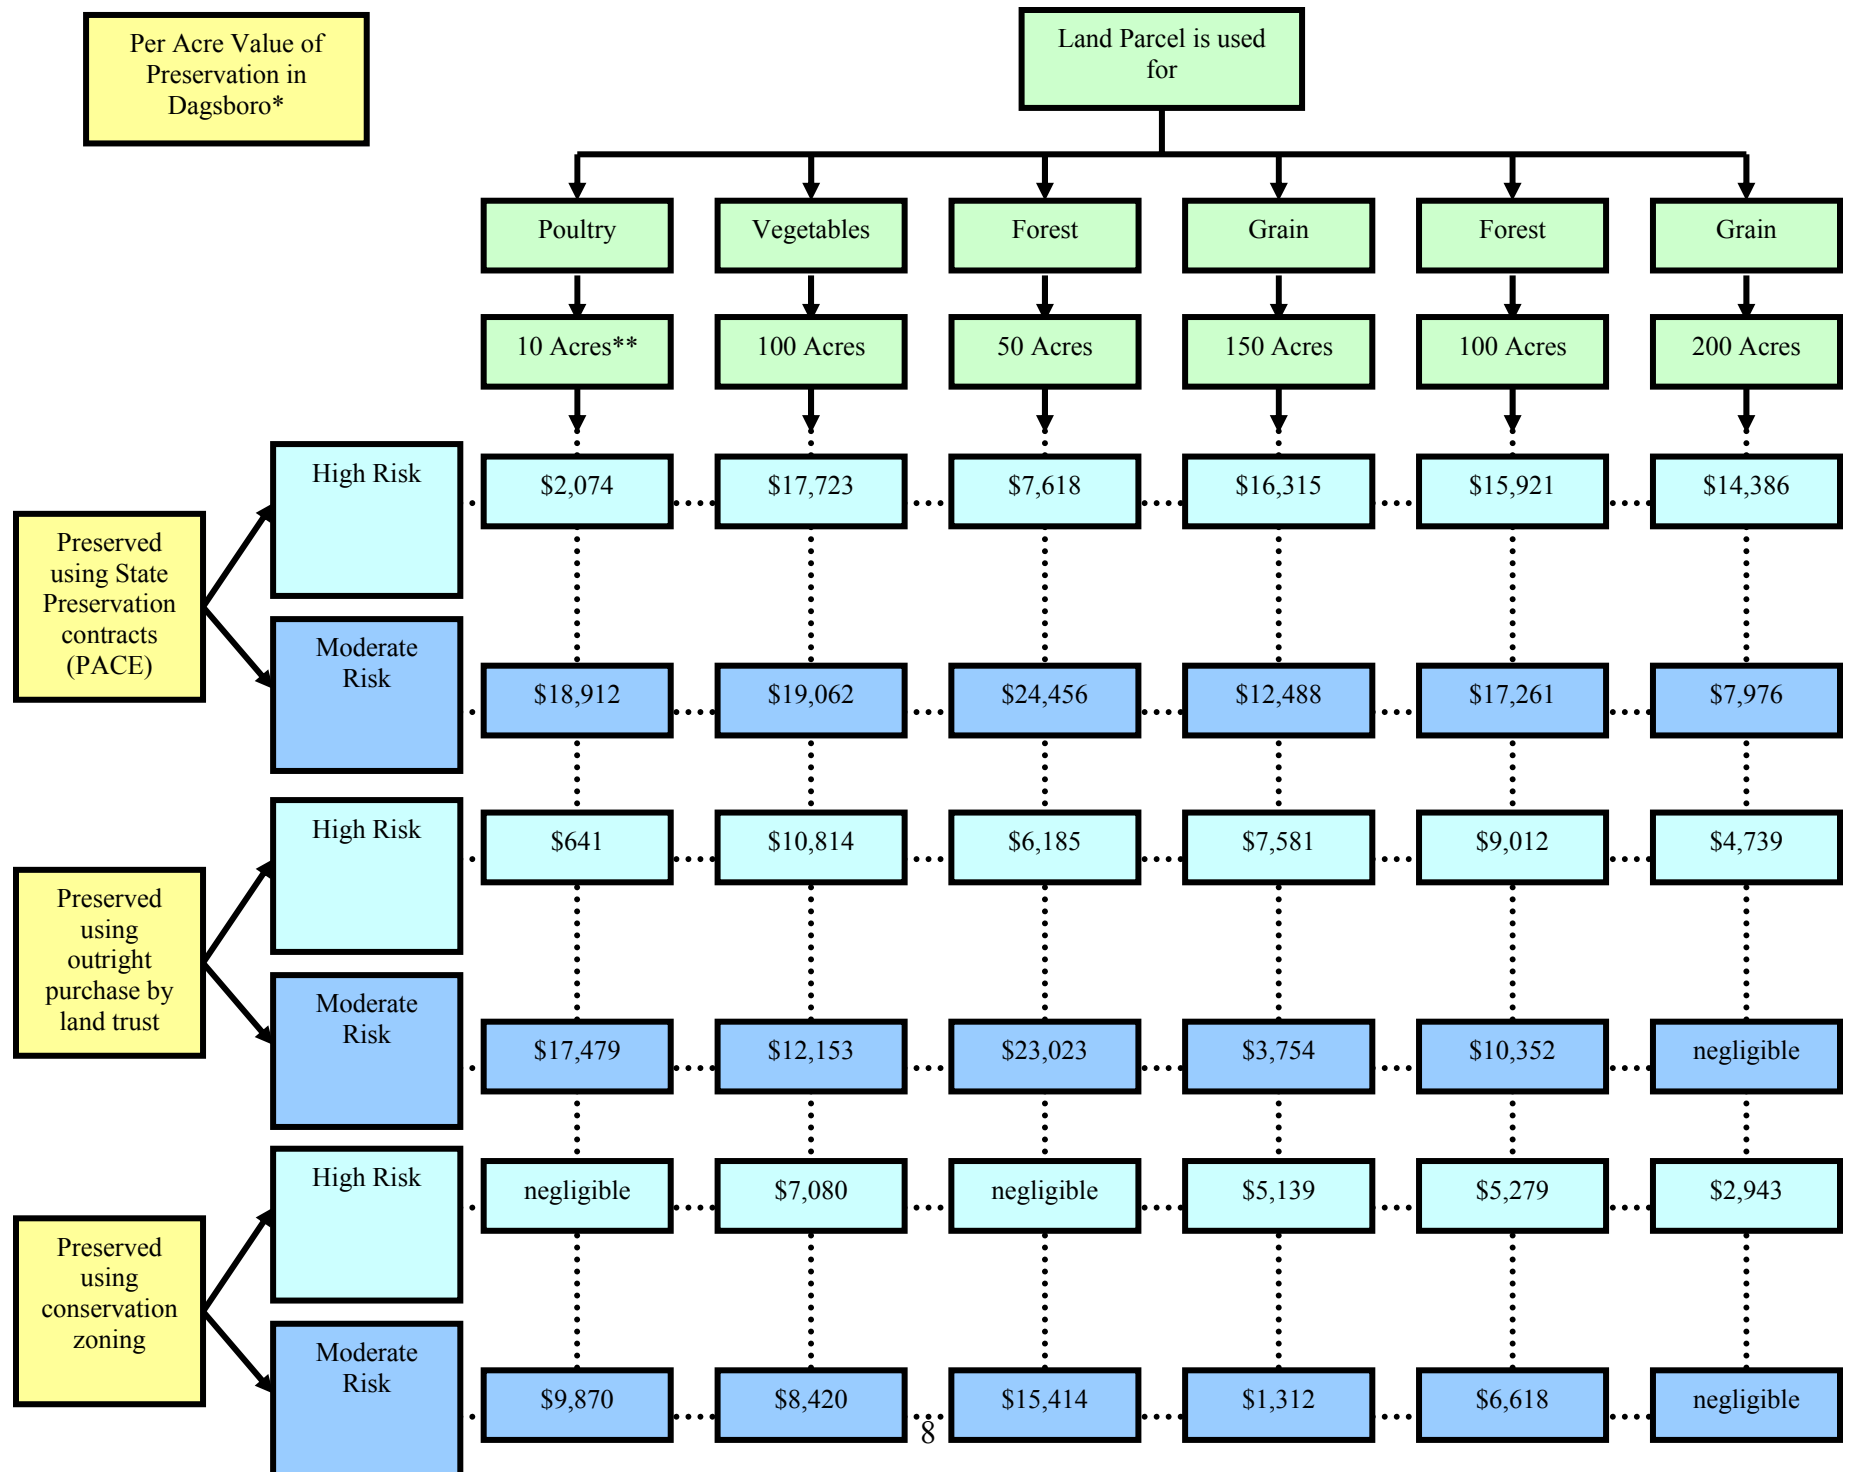 Per Acre Value of
Preservation in
Dagsboro*
Land Parcel is used
for
Poultry
Vegetables
Forest
Grain
Forest
Grain
10 Acres**
100 Acres
50 Acres
150 Acres
100 Acres
200 Acres
Preserved
using State
Preservation
contracts
(PACE)
High Risk
$2,074
$17,723
$7,618
$16,315
$15,921
$14,386
Moderate
Risk
$18,912
$19,062
$24,456
$12,488
$17,261
$7,976
Preserved
using
outright
purchase by
land trust
High Risk
$641
$10,814
$6,185
$7,581
$9,012
$4,739
Moderate
Risk
$17,479
$12,153
$23,023
$3,754
$10,352
negligible
Preserved
using
conservation
zoning
High Risk
negligible
$7,080
negligible
$5,139
$5,279
$2,943
Moderate
Risk
$9,870
$8,420
$15,414
$1,312
$6,618
negligible
8